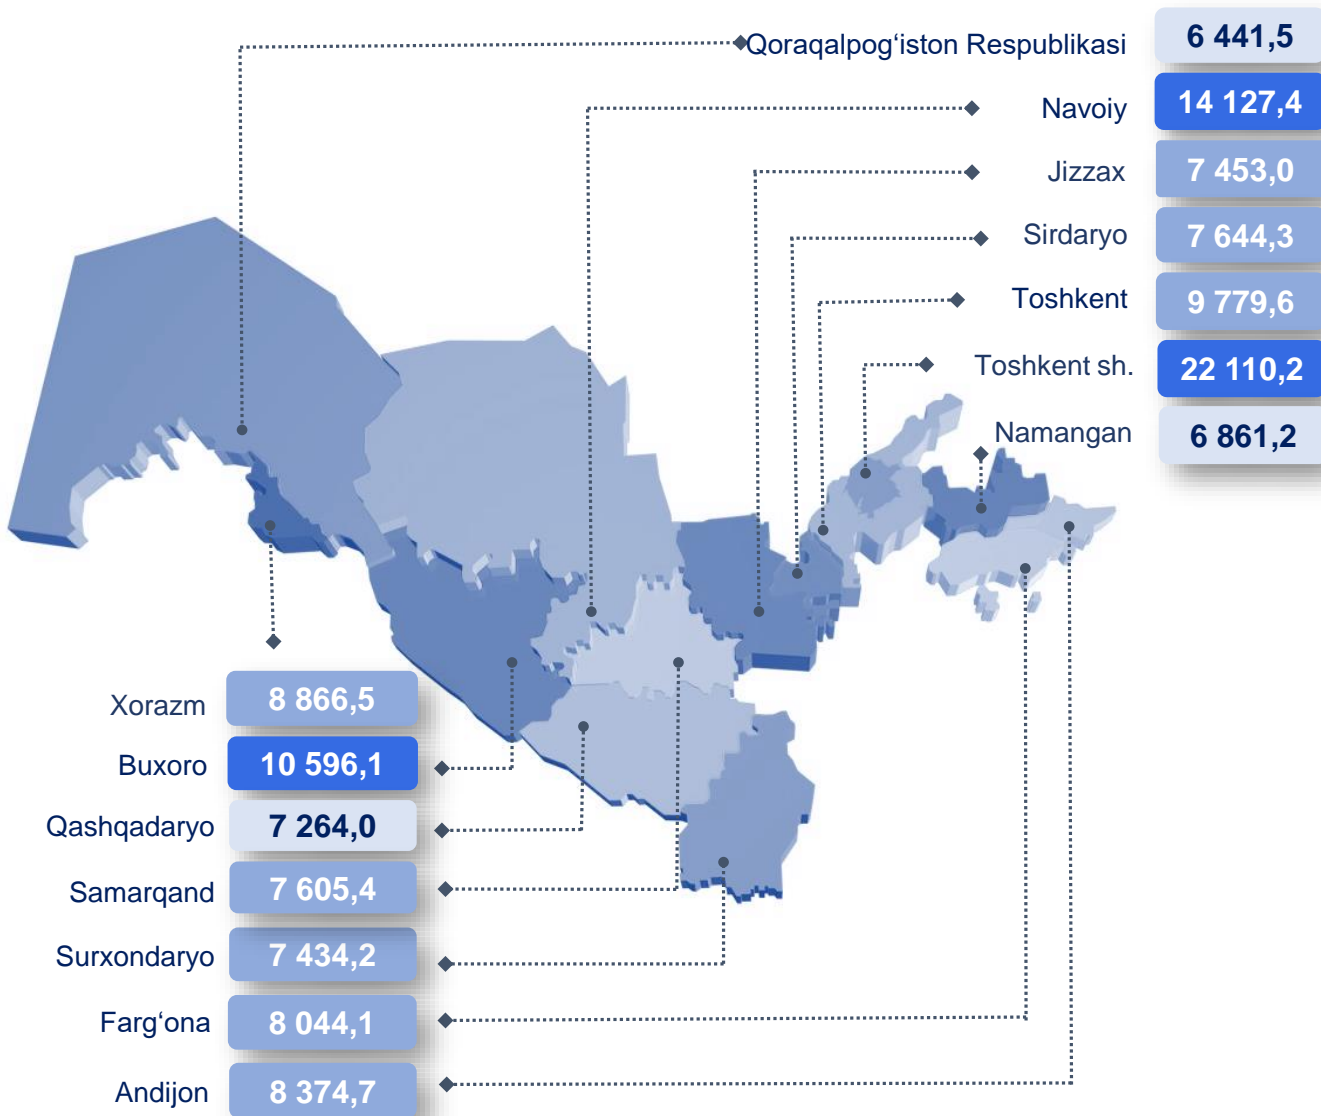 Qoraqalpog‘iston Respublikasi 6 441,5
Navoiy 14 127,4
Jizzax 7 453,0
Sirdaryo 7 644,3
Toshkent 9 779,6
Toshkent sh. 22 110,2
Namangan 6 861,2
Xorazm 8 866,5
Buxoro 10 596,1
Qashqadaryo 7 264,0
Samarqand 7 605,4
Surxondaryo 7 434,2
Farg‘ona 8 044,1
Andijon 8 374,7